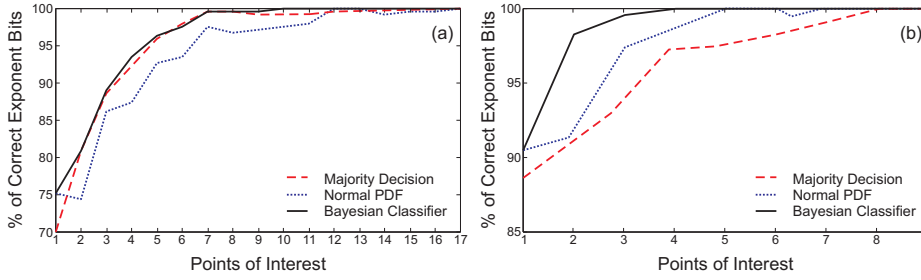 (a)
% of Correct Exponent Bits
100
95
90
85
80
75
70
Majority Decision
Normal PDF
Bayesian Classifier
1 2 3 4 5 6 7 8 9 10 11 12 13 14 15 16 17
Points of Interest
(b)
% of Correct Exponent Bits
100
95
90
85
Majority Decision
Normal PDF
Bayesian Classifier
1 2 3 4 5 6 7 8
Points of Interest